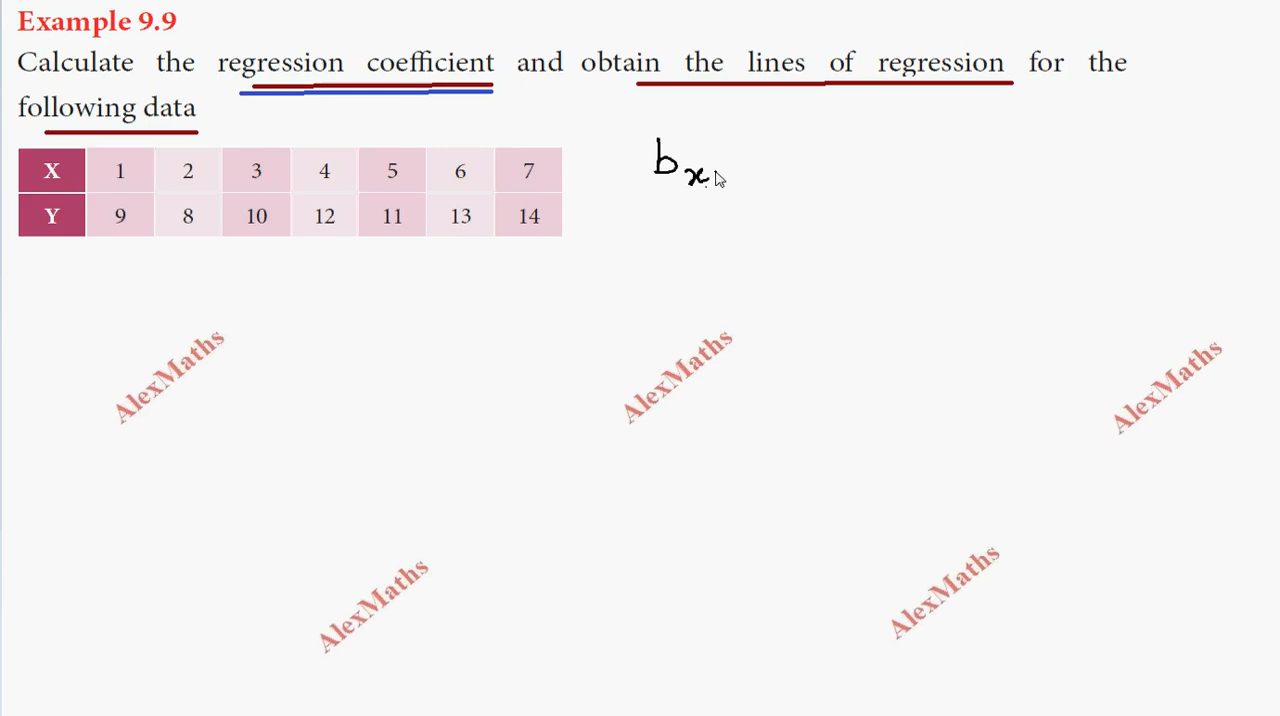 Example 9.9
Calculate the regression coefficient and obtain the lines of regression for the
following data
X 1 2 3 4 5 6 7
Y 9 8 10 12 11 13 14
b x
AlexMaths
AlexMaths
AlexMaths
AlexMaths
AlexMaths